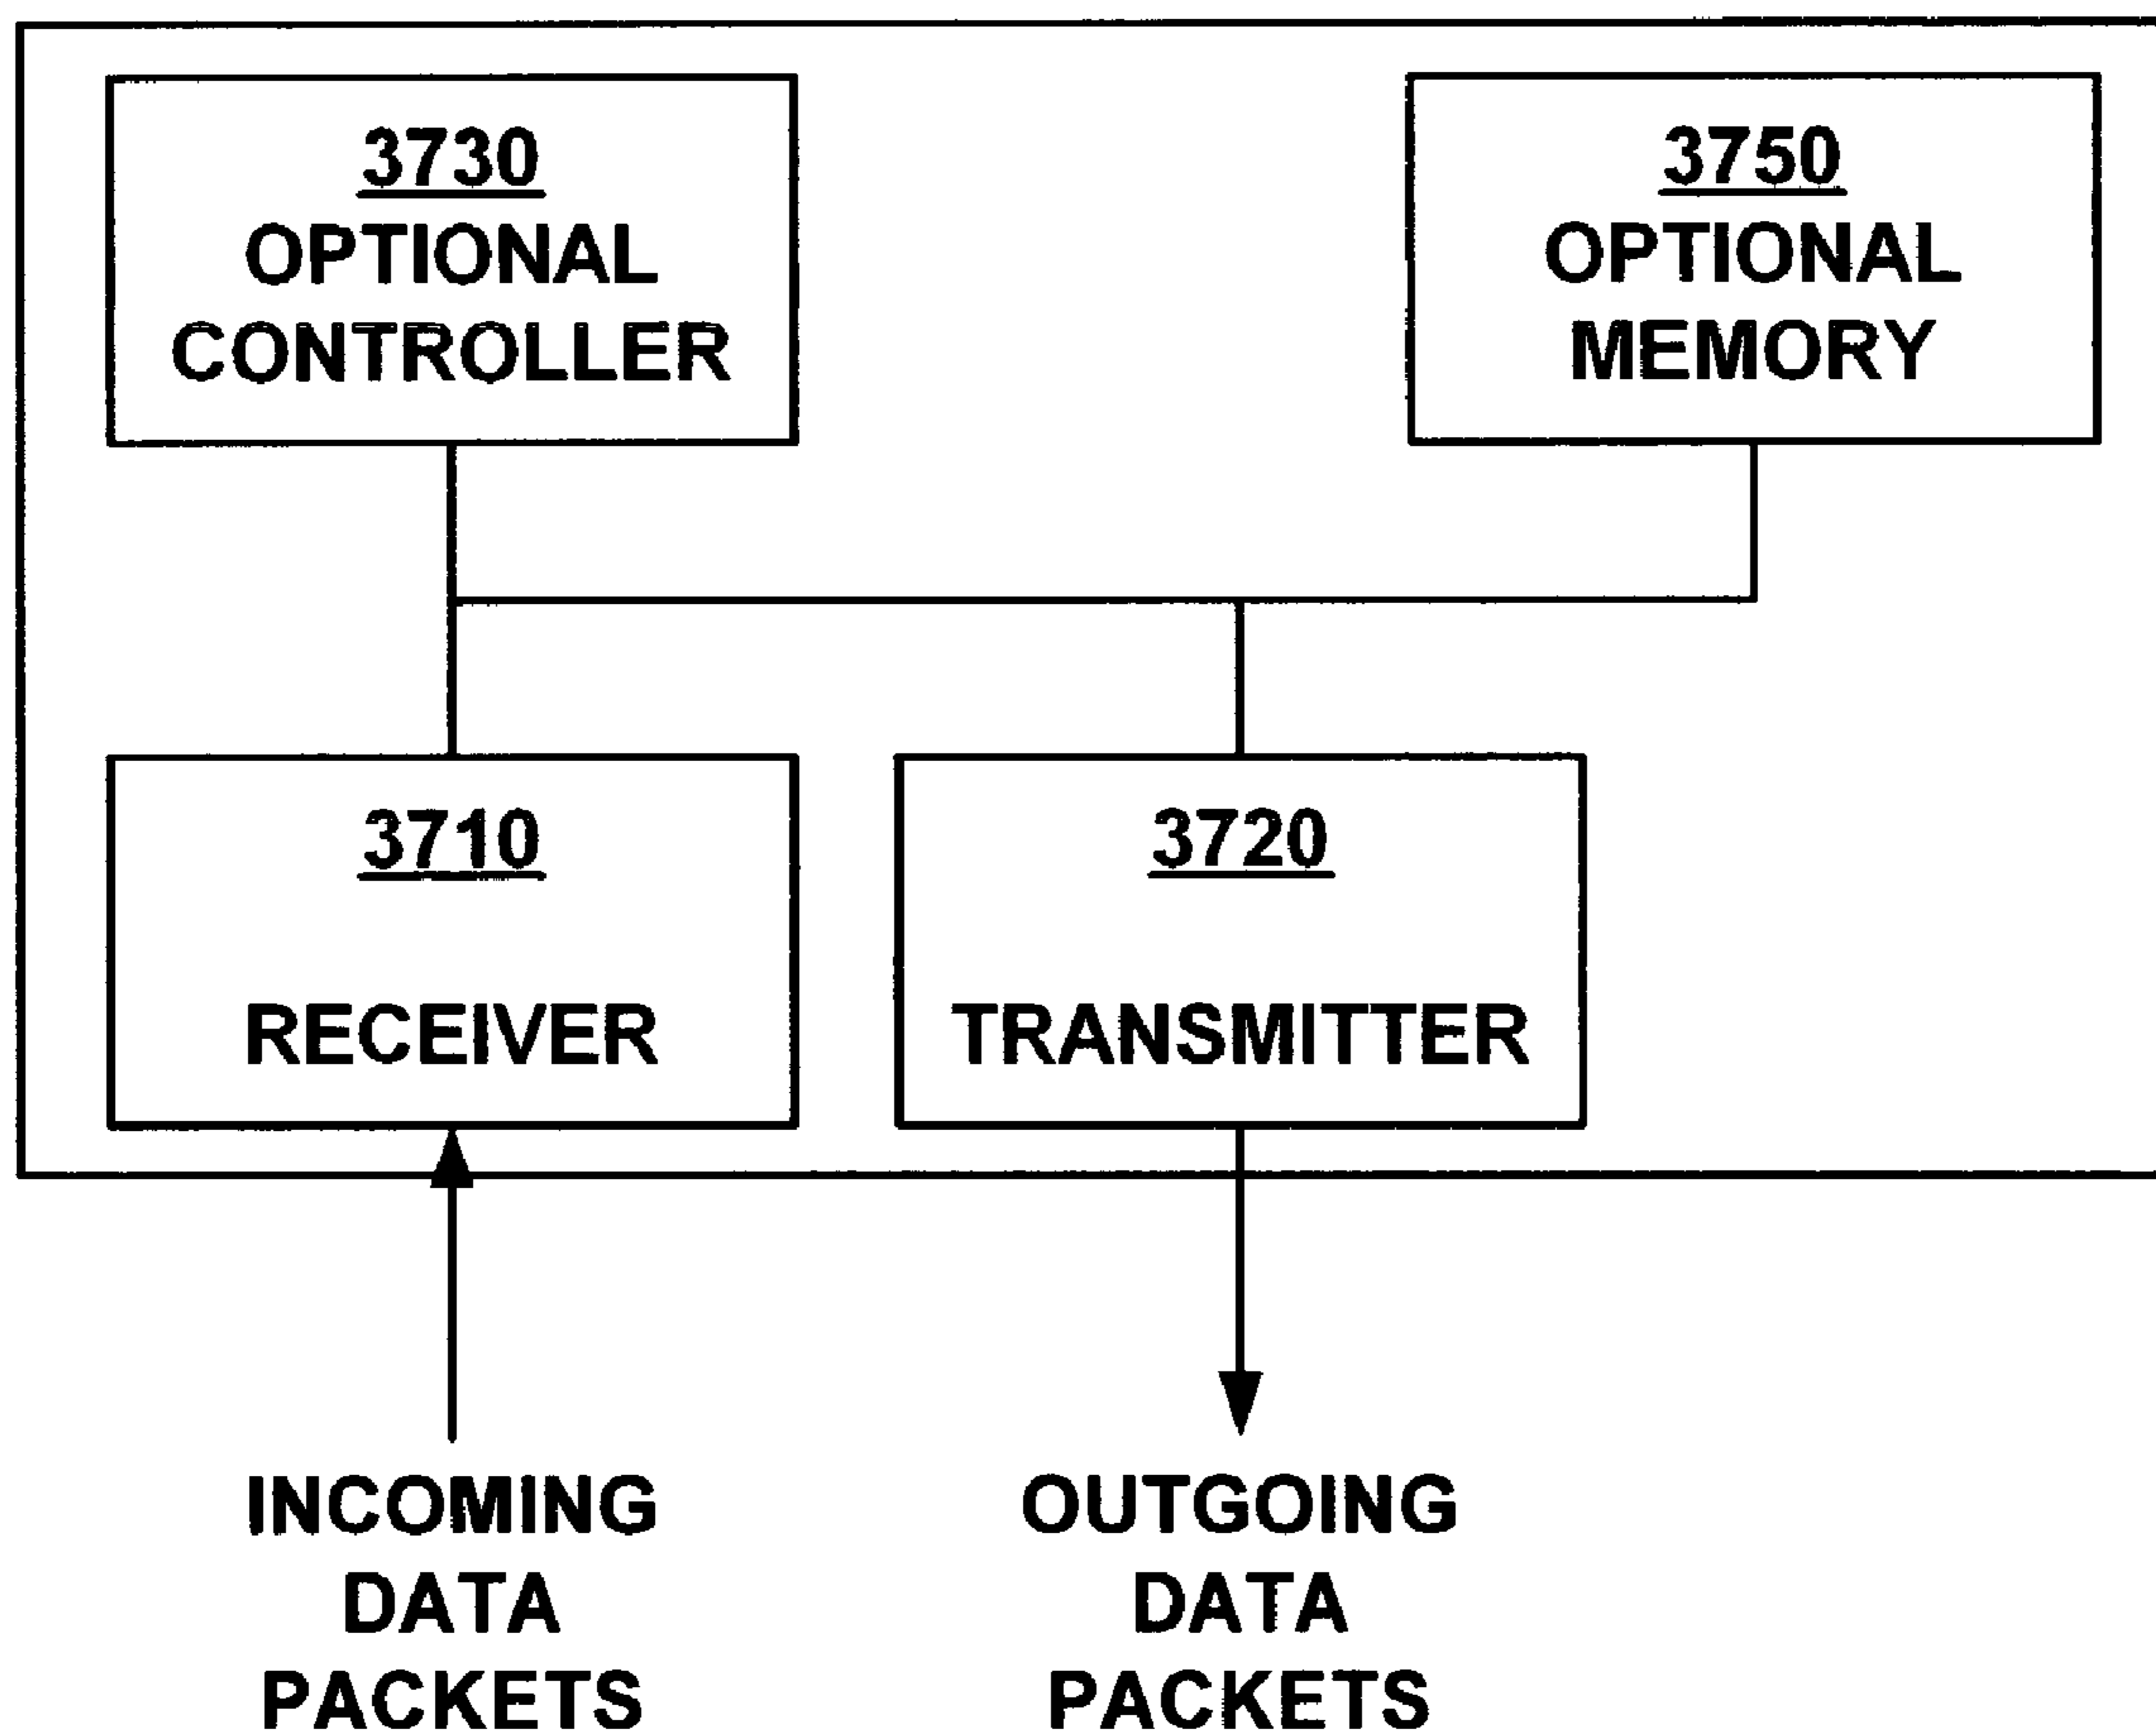 3730
OPTIONAL
CONTROLLER
3750
OPTIONAL
MEMORY
3710
RECEIVER
3720
TRANSMITTER
INCOMING
DATA
PACKETS
OUTGOING
DATA
PACKETS